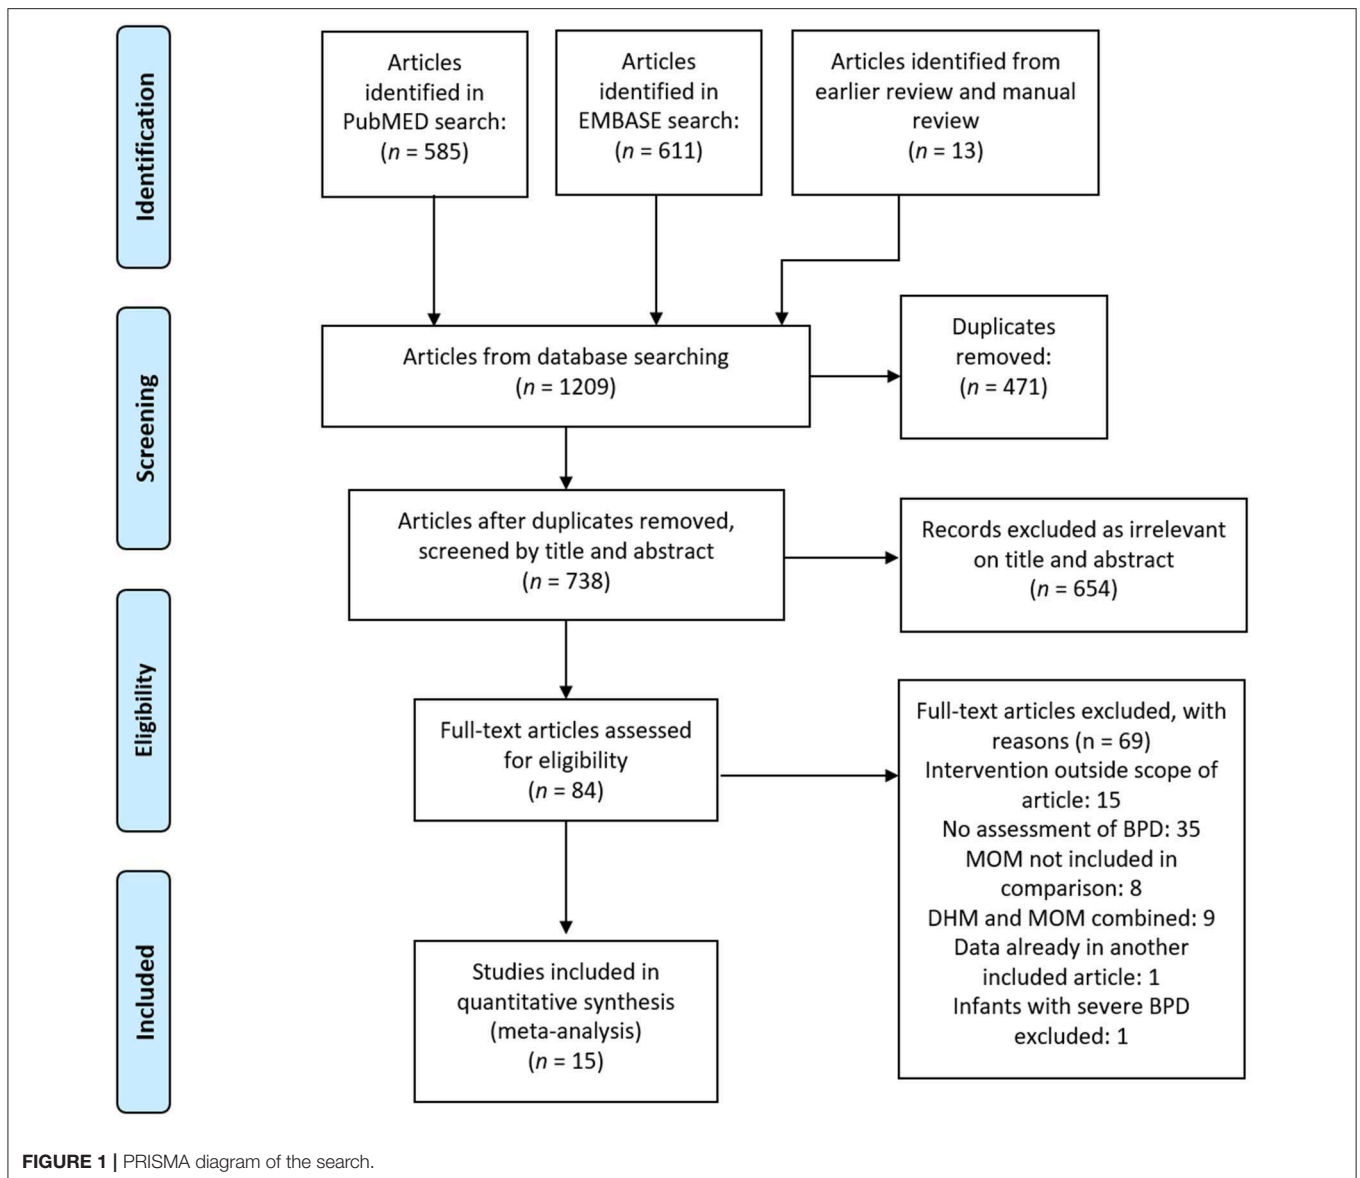 Identification
Articles
identified in
PubMED search:
(n = 585)
Articles
identified in
EMBASE search:
(n = 611)
Articles identified from
earlier review and manual
review
(n = 13)
Screening
Articles from database searching
(n = 1209)
Duplicates
removed:
(n = 471)
Articles after duplicates removed,
screened by title and abstract
(n = 738)
Records excluded as irrelevant
on title and abstract
(n = 654)
Eligibility
Full-text articles assessed
for eligibility
(n = 84)
Full-text articles excluded, with
reasons (n = 69)
Intervention outside scope of
article: 15
No assessment of BPD: 35
MOM not included in
comparison: 8
DHM and MOM combined: 9
Data already in another
included article: 1
Infants with severe BPD
excluded: 1
Included
Studies included in
quantitative synthesis
(meta-analysis)
(n = 15)
FIGURE 1 | PRISMA diagram of the search.